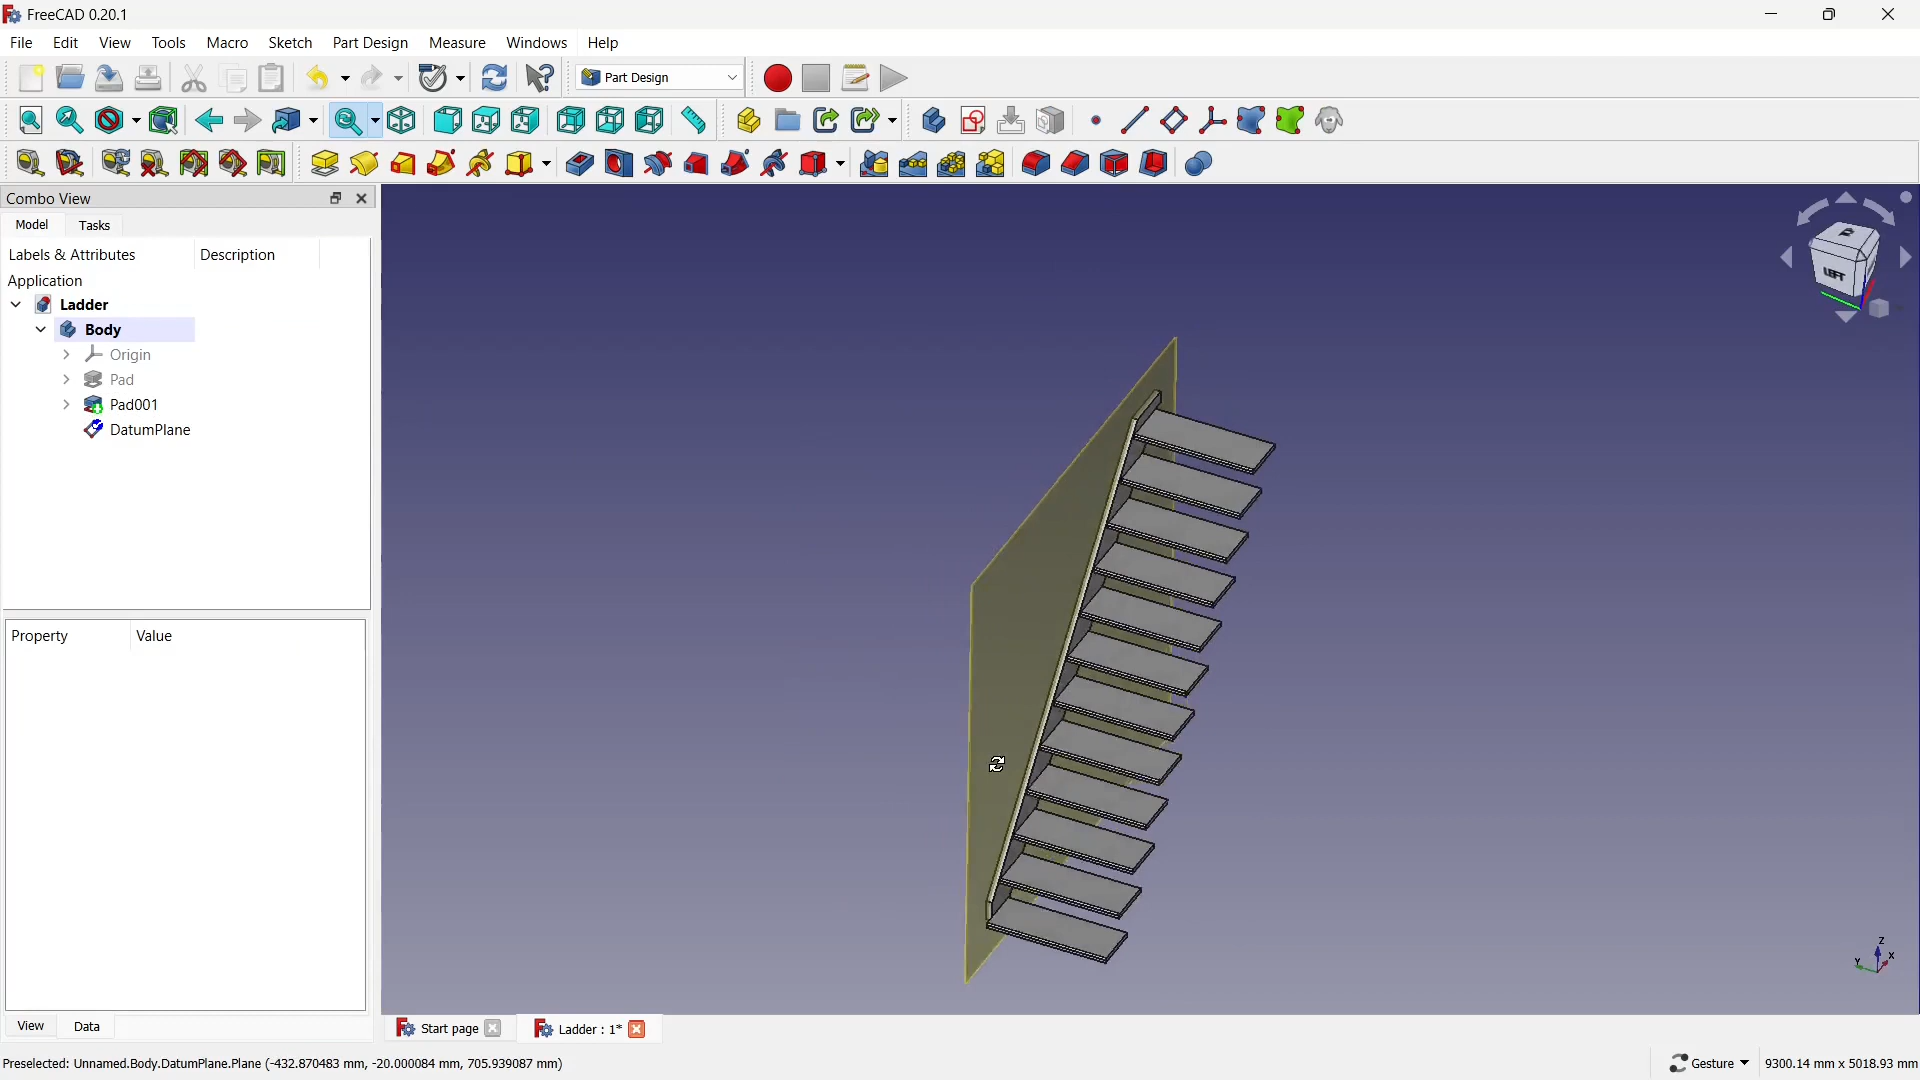 FreeCAD 0.20.1
File Edit View Tools Macro Sketch Part Design Measure Windows Help
Part Design
Combo View
Model Tasks
Labels & Attributes Description
Application
Ladder
Body
Origin
Pad
Pad001
DatumPlane
Property Value
LEFT
Z
Y X
View Data
Start page Ladder : 1*
Preselected: Unnamed.Body.DatumPlane.Plane (-432.870483 mm, -20.000084 mm, 705.939087 mm)
Gesture 9300.14 mm x 5018.93 mm